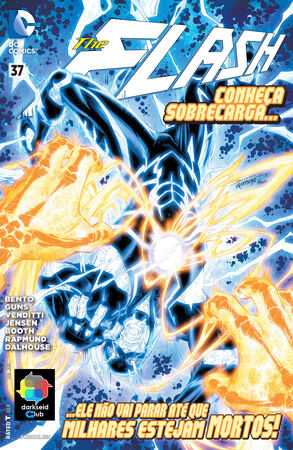 DC COMICS
37
The
FLASH
CONHEÇA
SOBRECARGA...
BENTO
GUNS
VENDITTI
JENSEN
BOOTH
RAPMUND
DALHOUSE
darkseid
Club
RATED T
...ELE NÃO VAI PARAR ATÉ QUE
MILHARES ESTEJAM MORTOS!